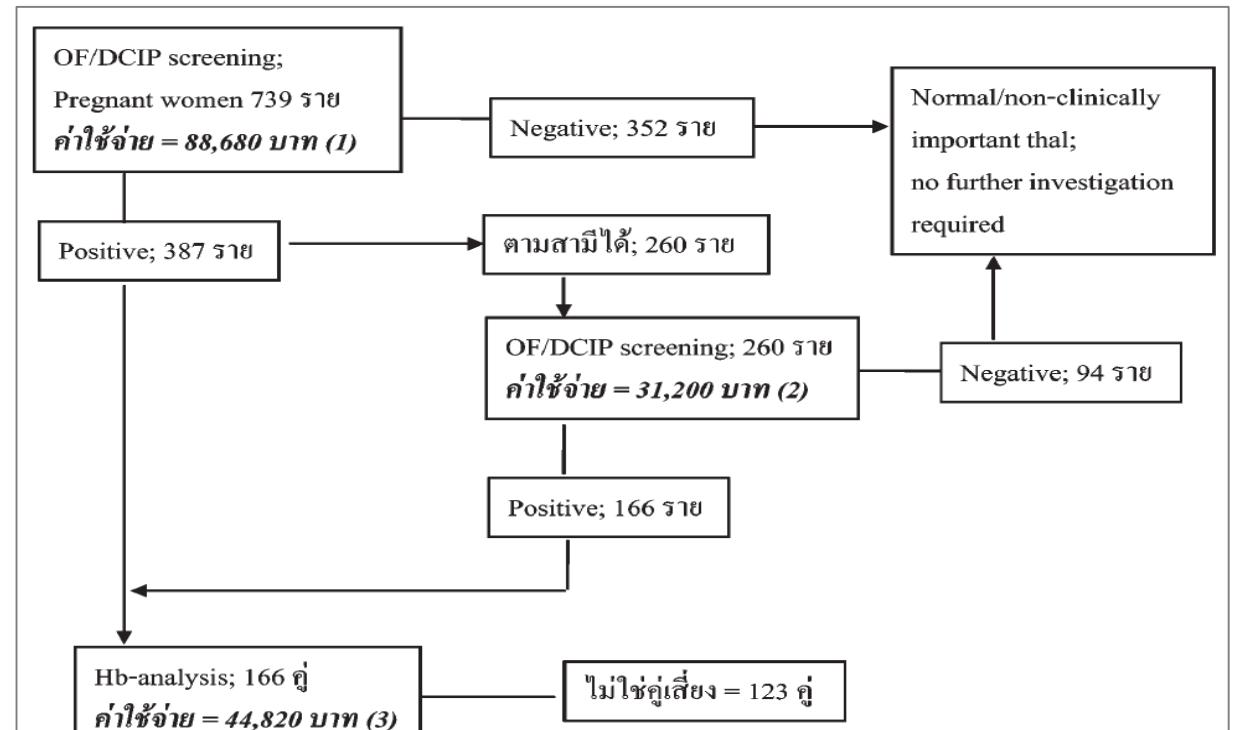 OF/DCIP screening;
Pregnant women 739 ราย
ค่าใช้จ่าย = 88,680 บาท (1)
Negative; 352 ราย
Normal/non-clinically
important thal;
no further investigation
required
Positive; 387 ราย
ตามสามีได้; 260 ราย
OF/DCIP screening; 260 ราย
ค่าใช้จ่าย = 31,200 บาท (2)
Negative; 94 ราย
Positive; 166 ราย
Hb-analysis; 166 คู่
ค่าใช้จ่าย = 44,820 บาท (3)
ไม่ใช่คู่เสี่ยง = 123 คู่